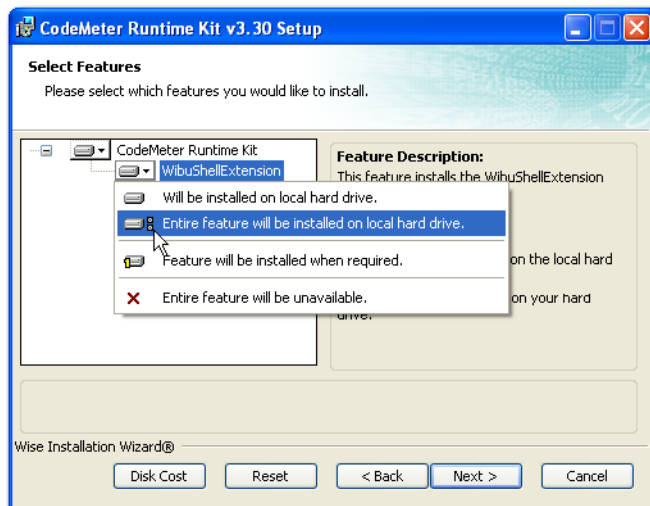 CodeMeter Runtime Kit v3.30 Setup
Select Features
Please select which features you would like to install.
CodeMeter Runtime Kit
WibuShellExtension
Will be installed on local hard drive.
Entire feature will be installed on local hard drive.
Feature will be installed when required.
Entire feature will be unavailable.
Feature Description:
This feature installs the WibuShellExtension
on the local hard
on your hard
drive.
Wise Installation Wizard®
Disk Cost
Reset
< Back
Next >
Cancel